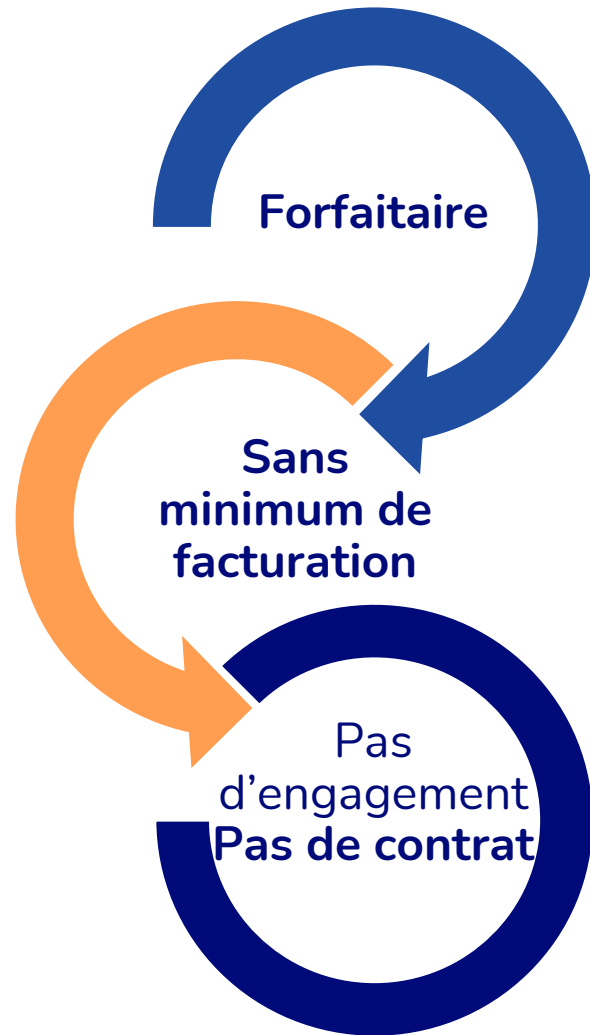 Forfaitaire
Sans
minimum de
facturation
Pas
d’engagement
Pas de contrat